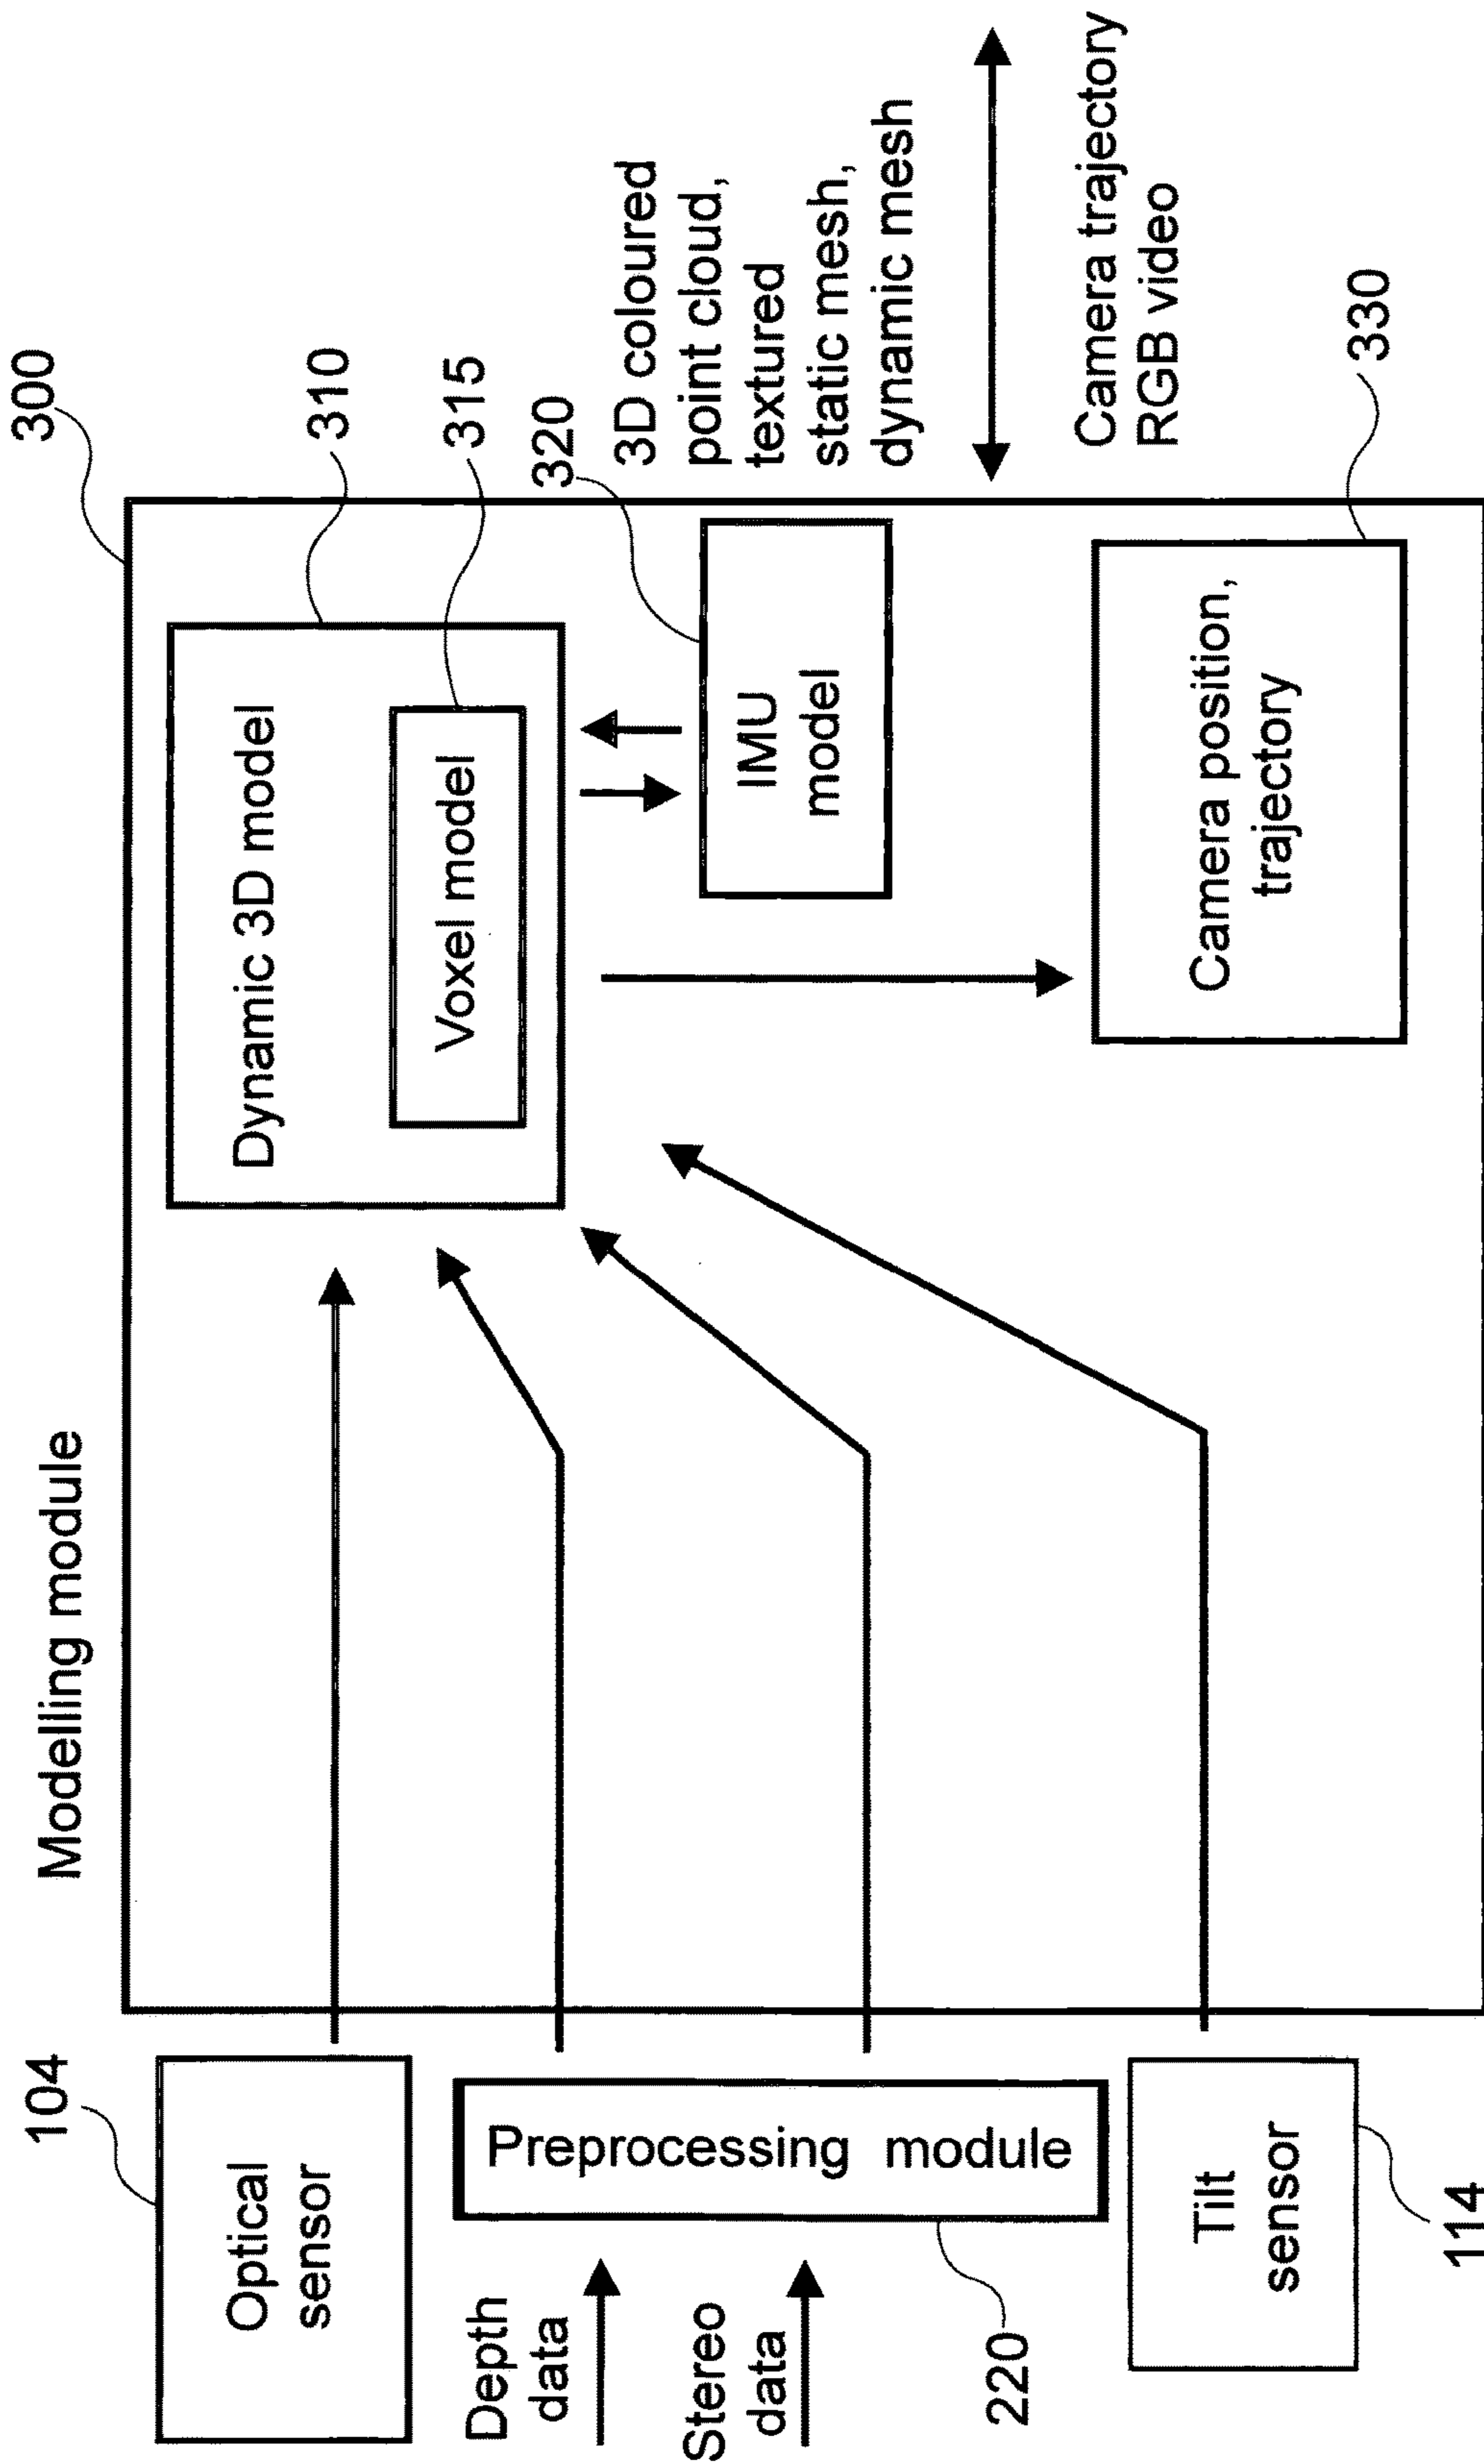 Modelling module
300
104
Optical
sensor
Depth
data
Stereo
data
Preprocessing module
220
Tilt
sensor
114
Dynamic 3D model
310
Voxel model
315
IMU
model
320
Camera position,
trajectory
330
3D coloured
point cloud,
textured
static mesh,
dynamic mesh
Camera trajectory
RGB video